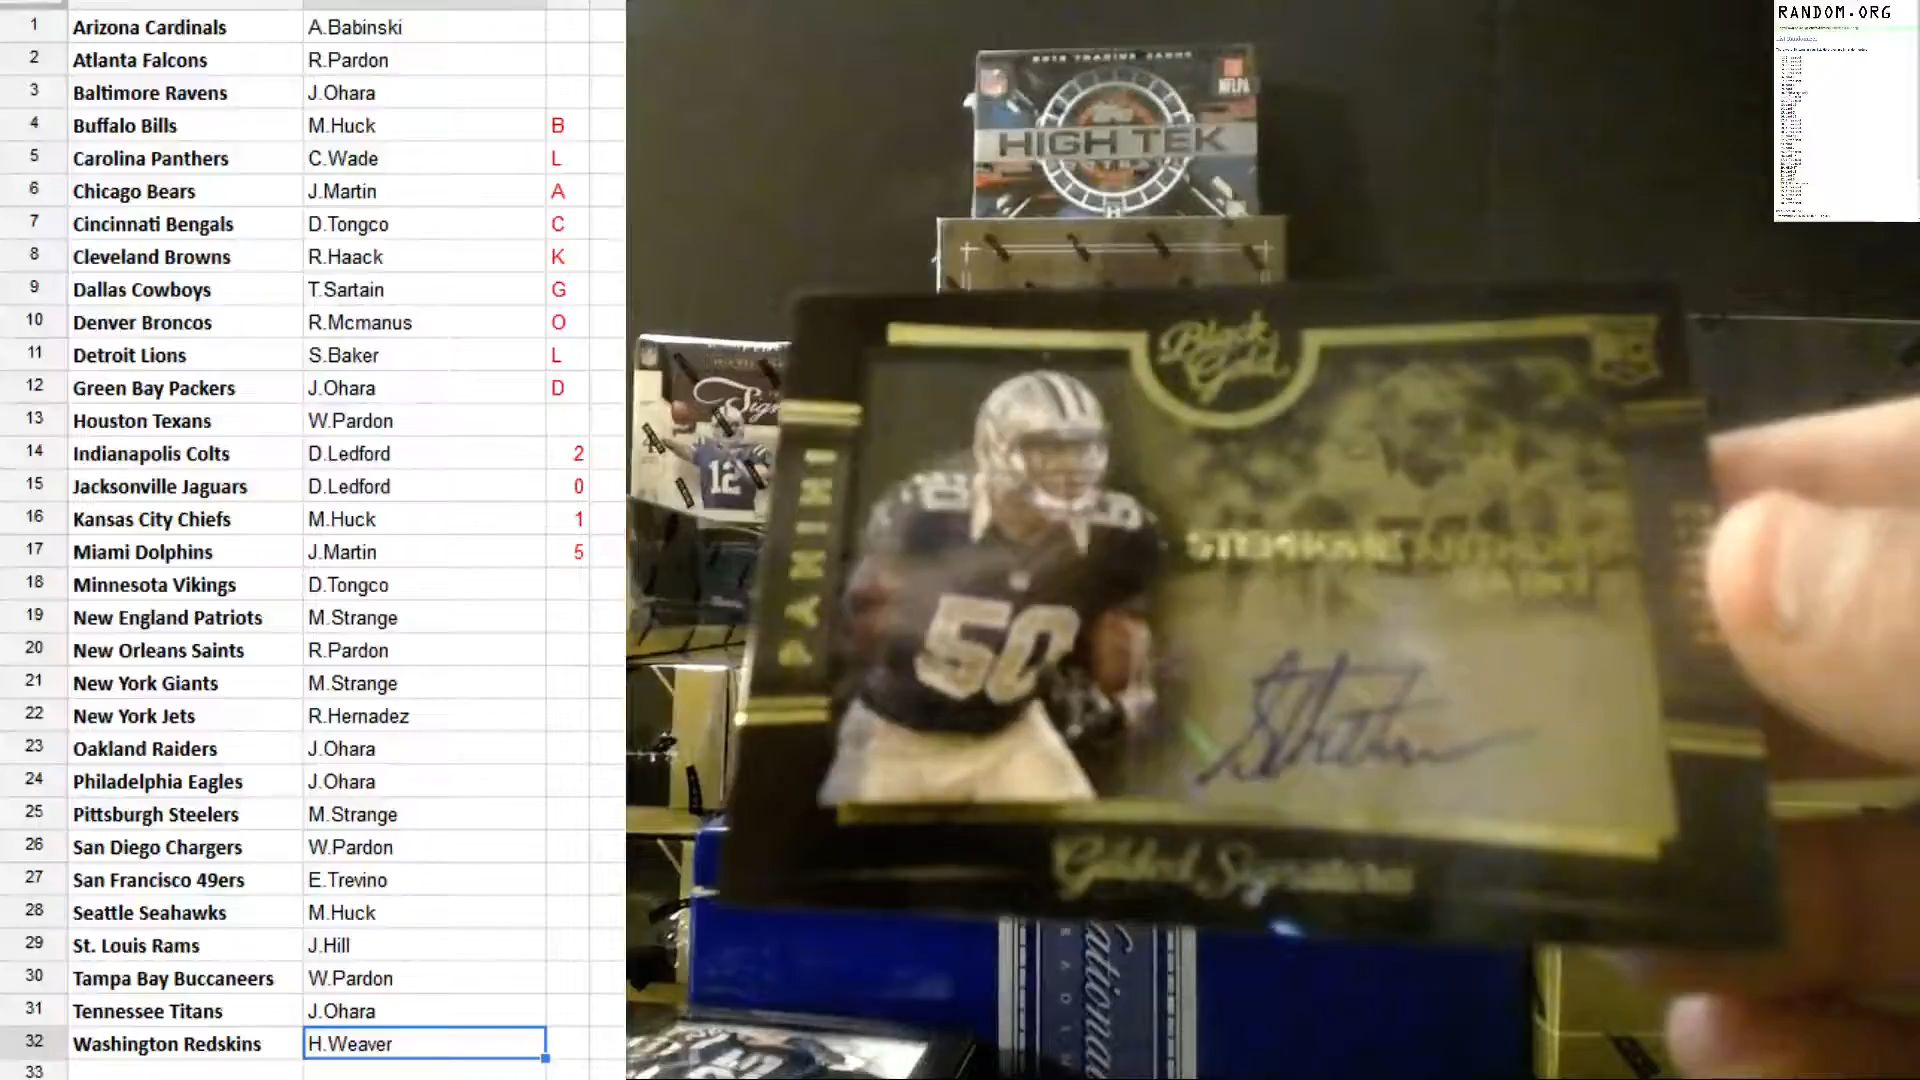 1 Arizona Cardinals A.Babinski
2 Atlanta Falcons R.Pardon
3 Baltimore Ravens J.Ohara
4 Buffalo Bills M.Huck B
5 Carolina Panthers C.Wade L
6 Chicago Bears J.Martin A
7 Cincinnati Bengals D.Tongco C
8 Cleveland Browns R.Haack K
9 Dallas Cowboys T.Sartain G
10 Denver Broncos R.Mcmanus O
11 Detroit Lions S.Baker L
12 Green Bay Packers J.Ohara D
13 Houston Texans W.Pardon
14 Indianapolis Colts D.Ledford 2
15 Jacksonville Jaguars D.Ledford 0
16 Kansas City Chiefs M.Huck 1
17 Miami Dolphins J.Martin 5
18 Minnesota Vikings D.Tongco
19 New England Patriots M.Strange
20 New Orleans Saints R.Pardon
21 New York Giants M.Strange
22 New York Jets R.Hernadez
23 Oakland Raiders J.Ohara
24 Philadelphia Eagles J.Ohara
25 Pittsburgh Steelers M.Strange
26 San Diego Chargers W.Pardon
27 San Francisco 49ers E.Trevino
28 Seattle Seahawks M.Huck
29 St. Louis Rams J.Hill
30 Tampa Bay Buccaneers W.Pardon
31 Tennessee Titans J.Ohara
32 Washington Redskins H.Weaver
33
RANDOM.ORG
TRADING CARDS
NFLPA
HIGH TEK
Black Gold
PANINI
50
Gilded Signatures
12